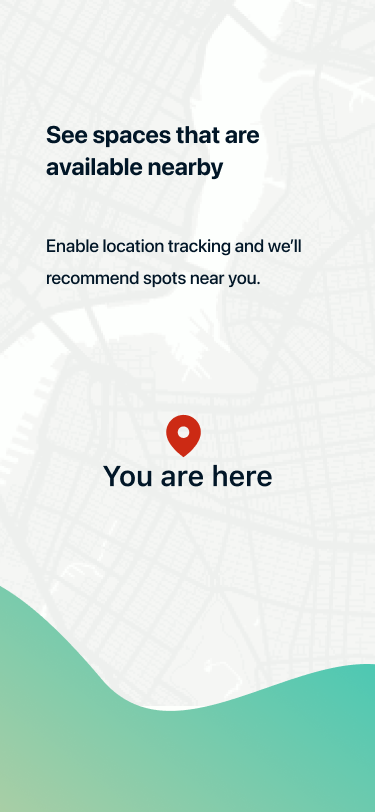 See spaces that are
available nearby
Enable location tracking and we’ll
recommend spots near you.
You are here